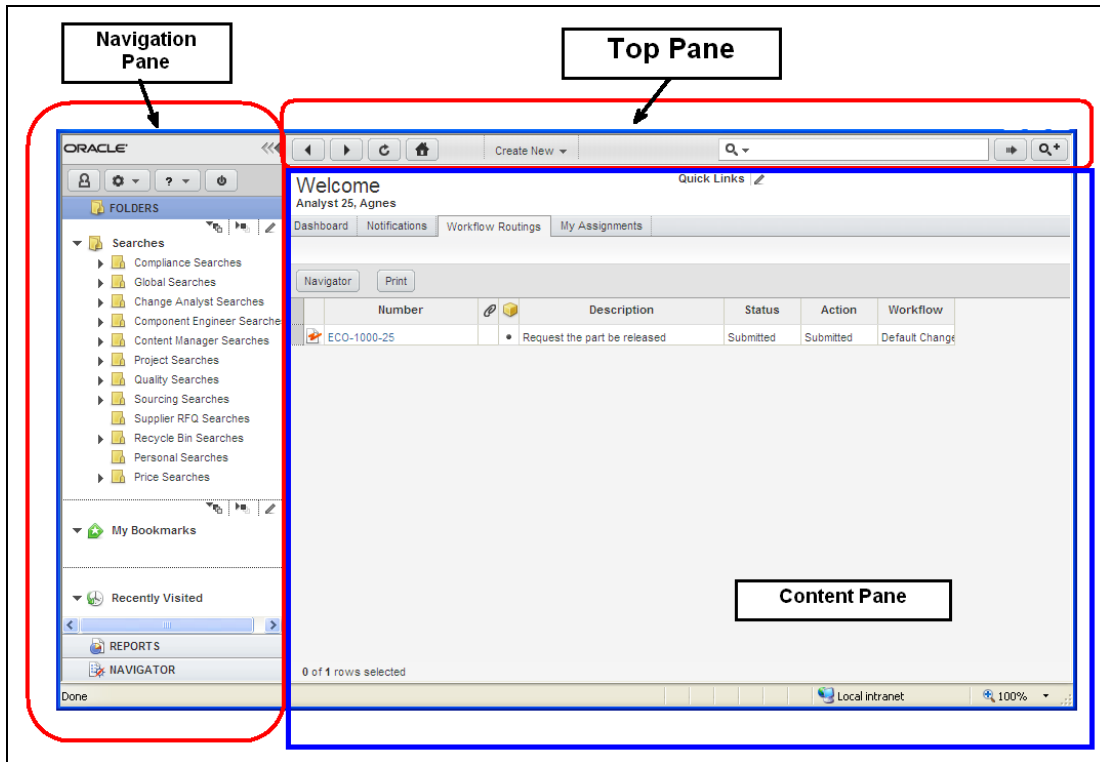 Navigation
Pane
Top Pane
ORACLE
Create New
FOLDERS
Searches
Compliance Searches
Global Searches
Change Analyst Searches
Component Engineer Searche
Content Manager Searches
Project Searches
Quality Searches
Sourcing Searches
Supplier RFQ Searches
Recycle Bin Searches
Personal Searches
Price Searches
My Bookmarks
Recently Visited
REPORTS
NAVIGATOR
Welcome
Quick Links
Analyst 25, Agnes
Dashboard Notifications Workflow Routings My Assignments
Navigator Print
Number Description Status Action Workflow
ECO-1000-25 Request the part be released Submitted Submitted Default Change
Content Pane
0 of 1 rows selected
Done Local intranet 100%